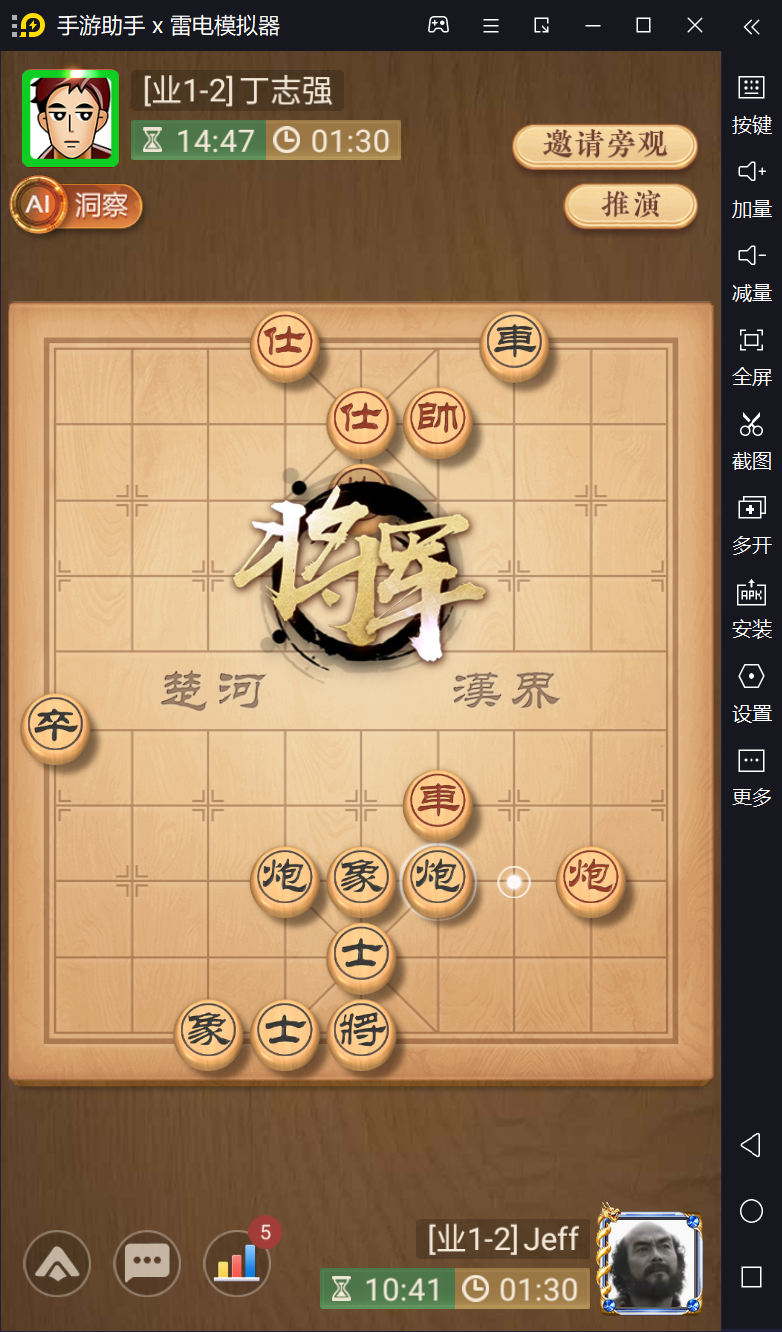 手游助手 x 雷电模拟器
[业1-2]丁志强
14:47 01:30
邀请旁观
AI 洞察
推演
按键
加量
减量
全屏
截图
多开
APK
安装
设置
更多
仕 車
仕 帥
将军
楚河 漢界
卒
車
炮 象 炮 炮
士
象 士 將
[业1-2]Jeff
5
10:41 01:30